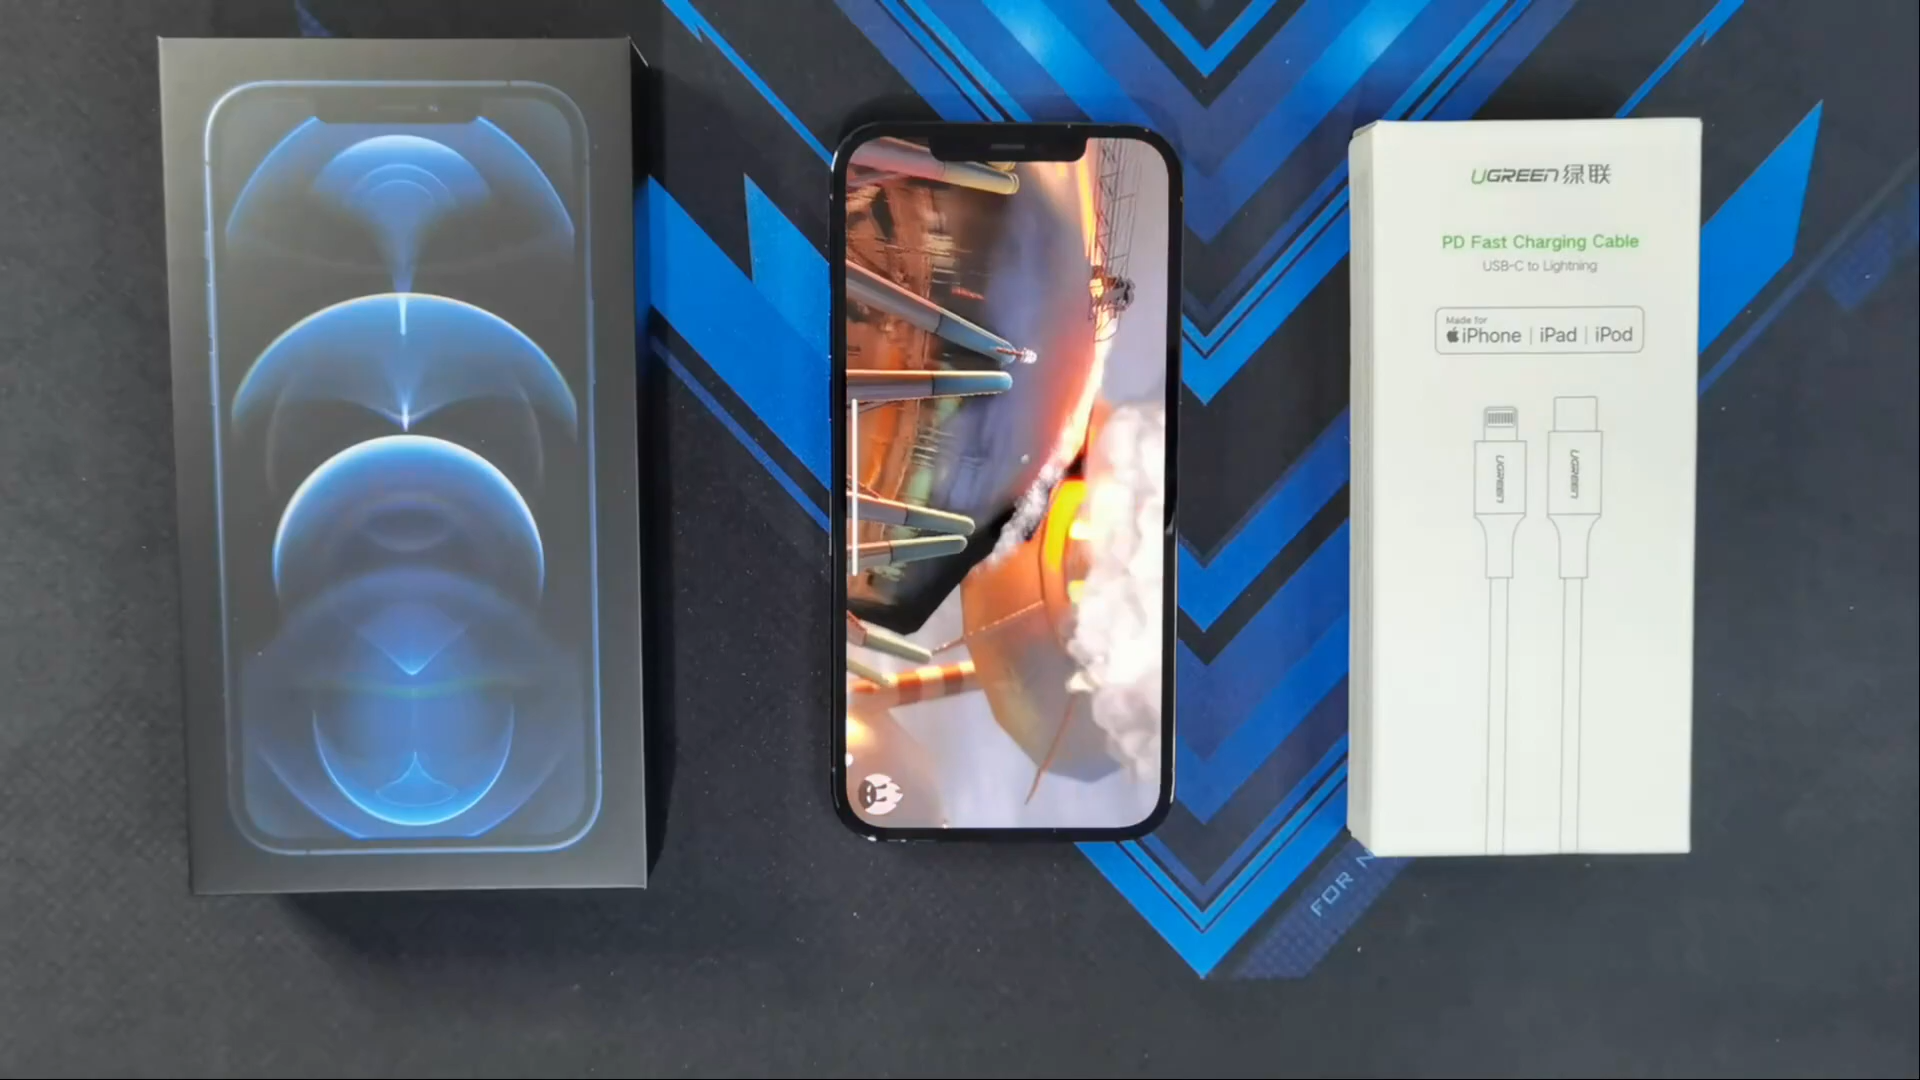 UGREEN 绿联
PD Fast Charging Cable
USB-C to Lightning
Made for
iPhone | iPad | iPod
UGREEN
UGREEN
FOR